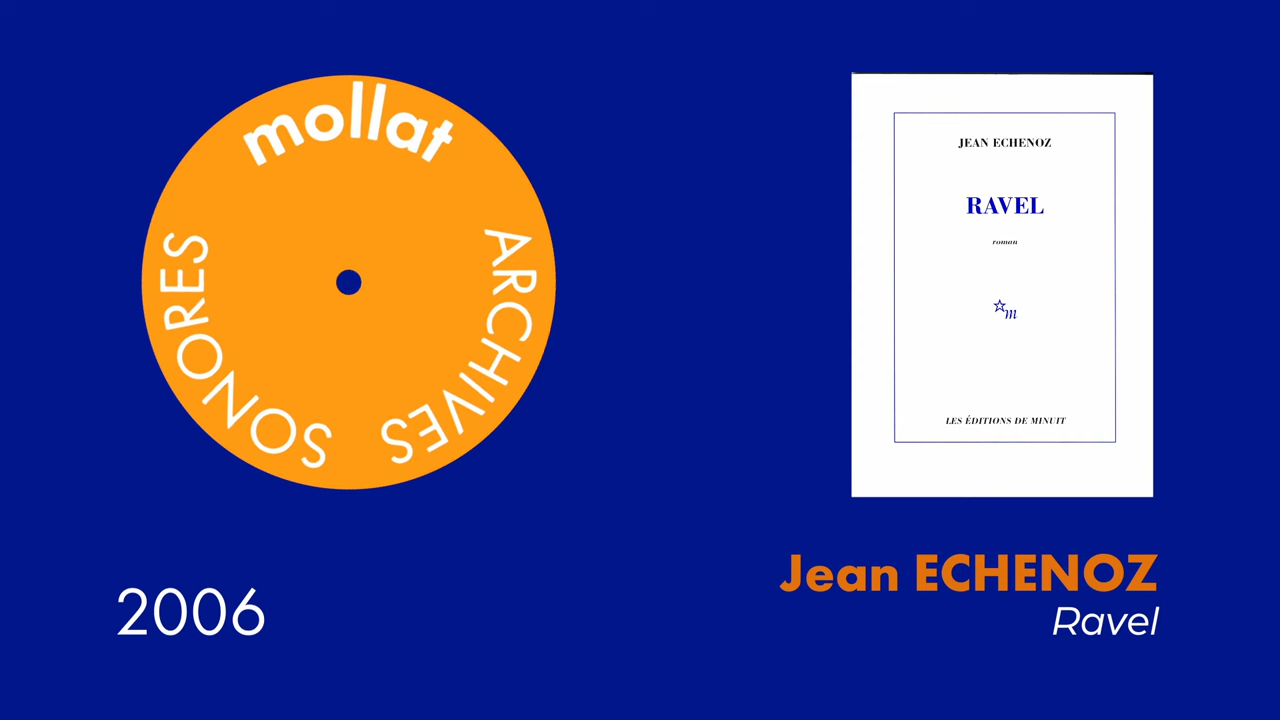 mollat
ARCHIVES
SONORES
2006
JEAN ECHENOZ
RAVEL
roman
m
LES ÉDITIONS DE MINUIT
Jean ECHENOZ
Ravel